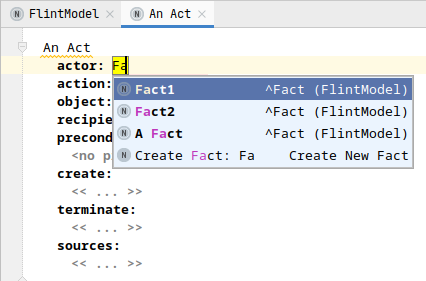 N FlintModel × N An Act ×
An Act
actor: Fa
action:
N Fact1 ^Fact (FlintModel)
object:
N Fact2 ^Fact (FlintModel)
recipie
N A Fact ^Fact (FlintModel)
precond
N Create Fact: Fa Create New Fact
<no p
create:
<< ... >>
terminate:
<< ... >>
sources:
<< ... >>